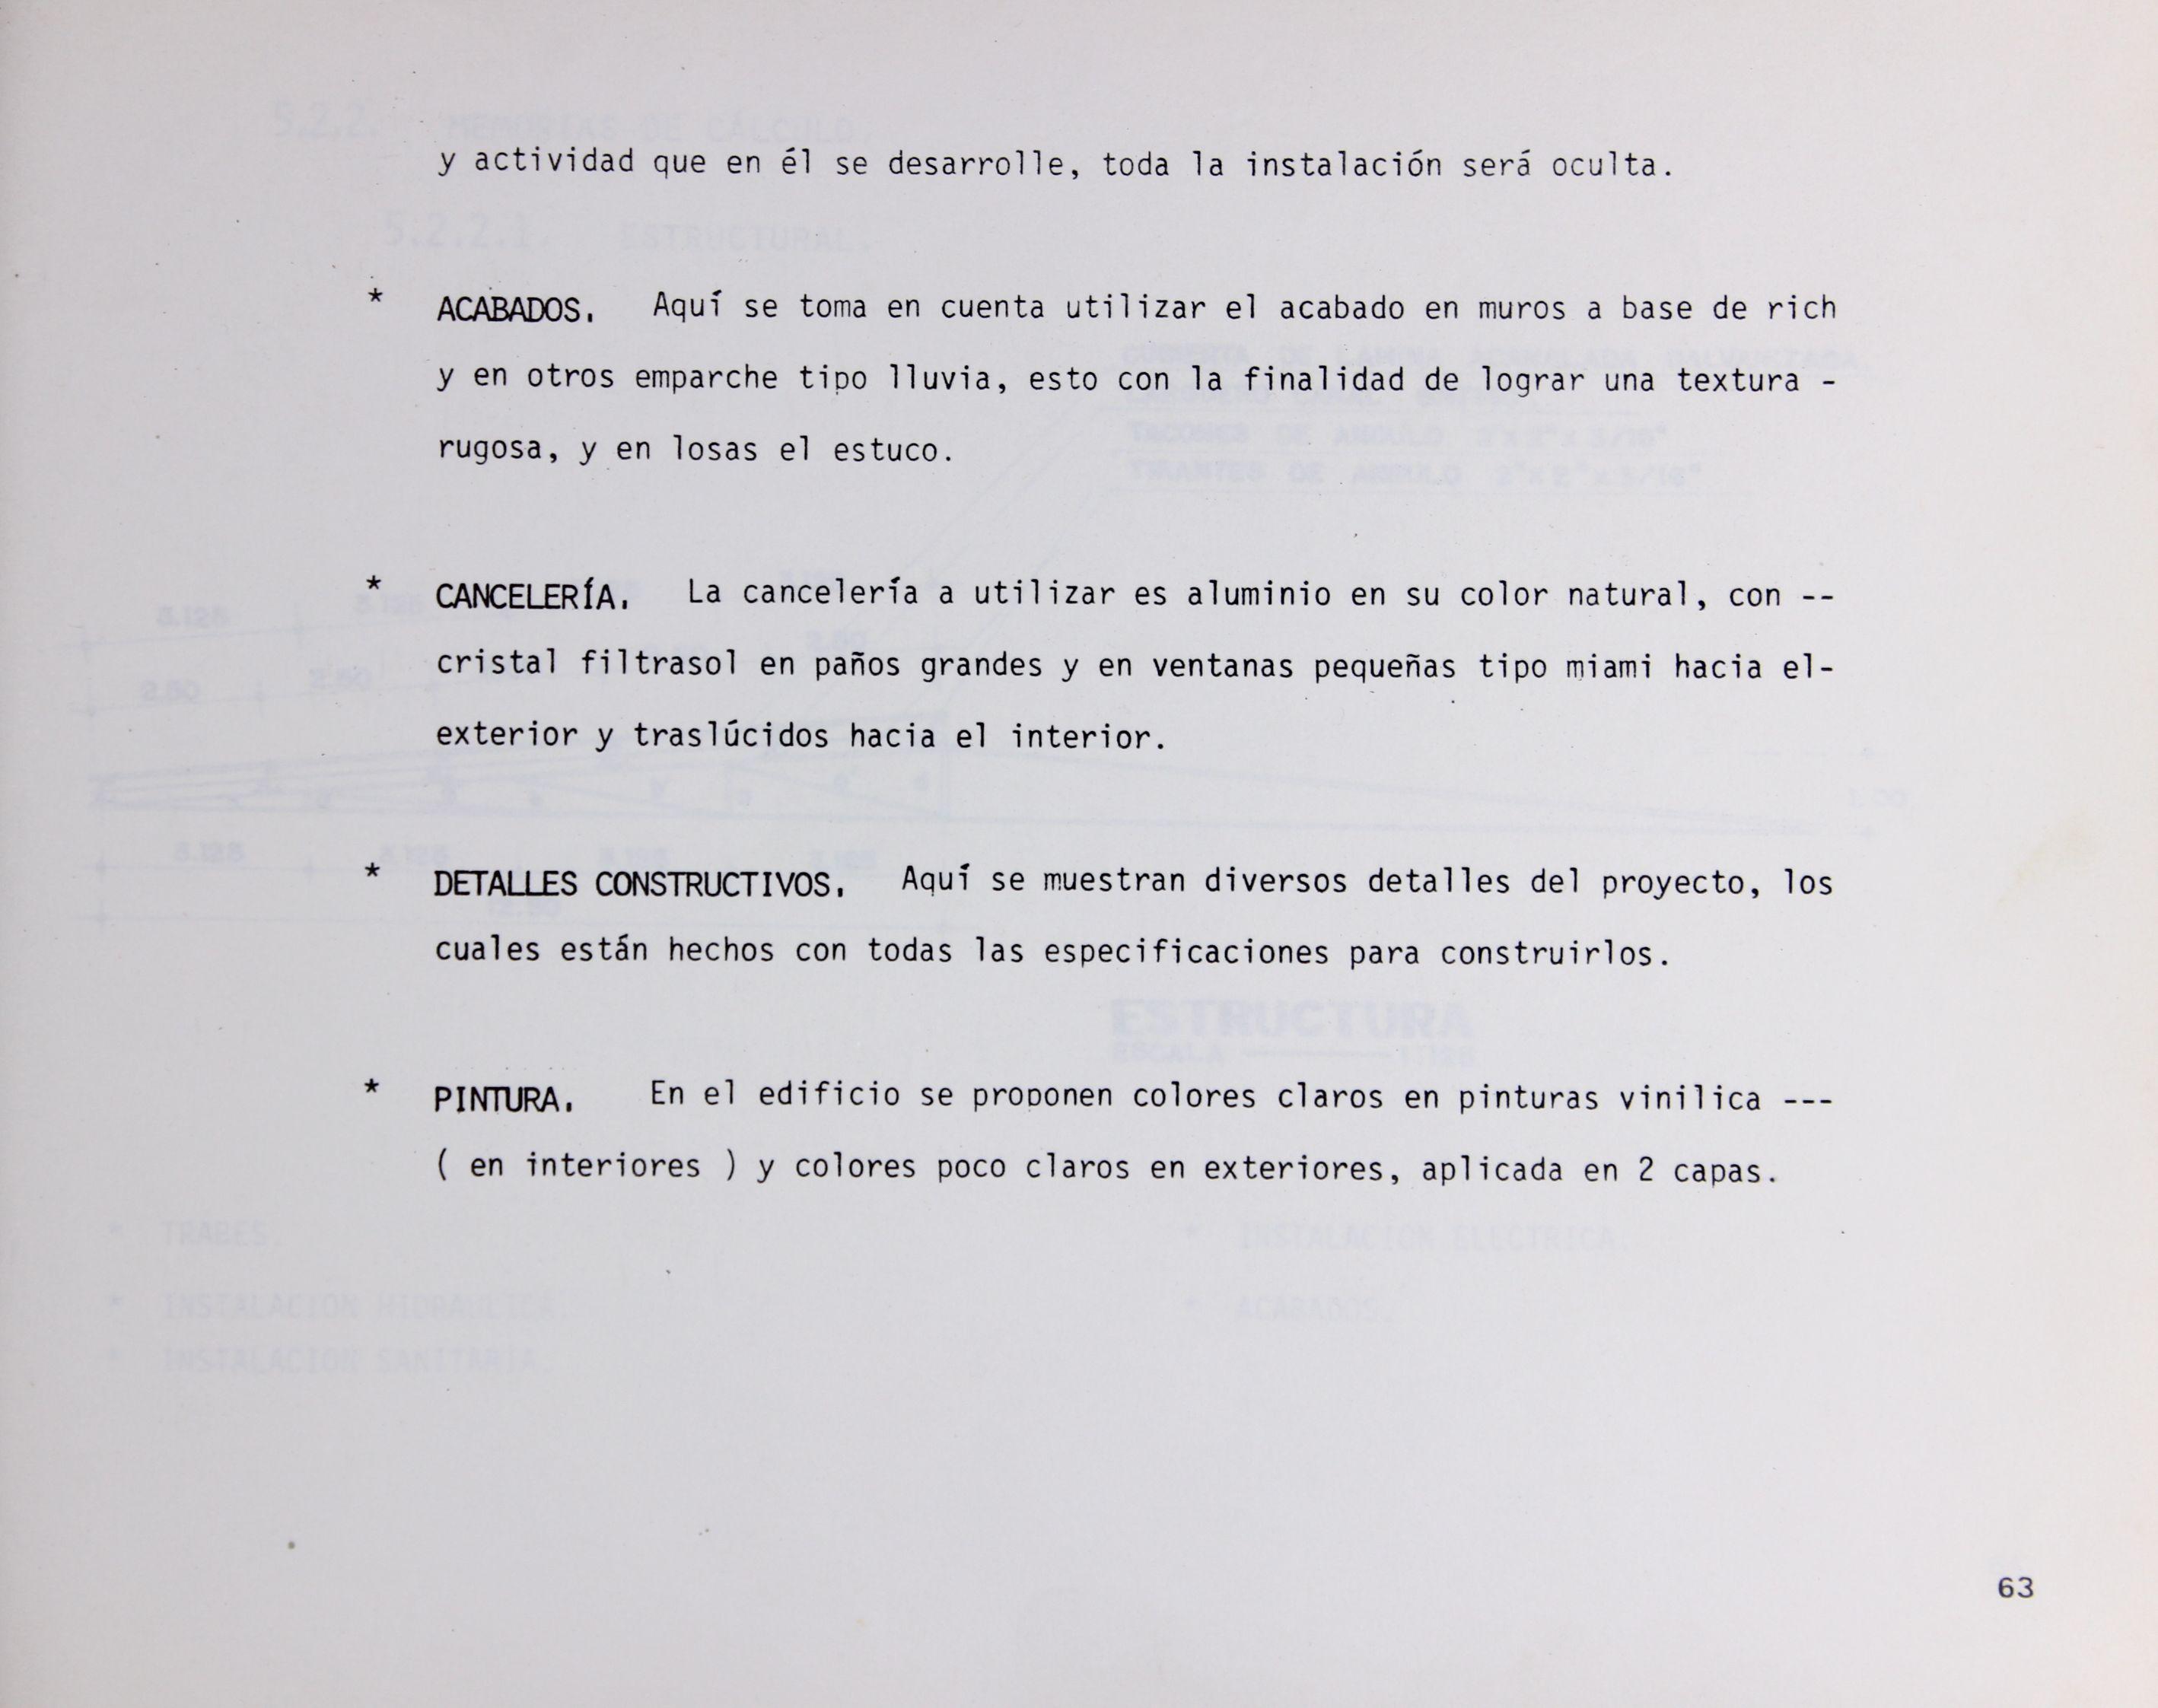 y actividad que en él se desarrolle, toda la instalación será oculta.
* ACABADOS. Aquí se toma en cuenta utilizar el acabado en muros a base de rich
y en otros emparche tipo lluvia, esto con la finalidad de lograr una textura -
rugosa, y en losas el estuco.
* CANCELERÍA. La cancelería a utilizar es aluminio en su color natural, con --
cristal filtrasol en paños grandes y en ventanas pequeñas tipo miami hacia el-
exterior y traslúcidos hacia el interior.
* DETALLES CONSTRUCTIVOS. Aquí se muestran diversos detalles del proyecto, los
cuales están hechos con todas las especificaciones para construirlos.
* PINTURA. En el edificio se proponen colores claros en pinturas vinilica ---
( en interiores ) y colores poco claros en exteriores, aplicada en 2 capas.
63